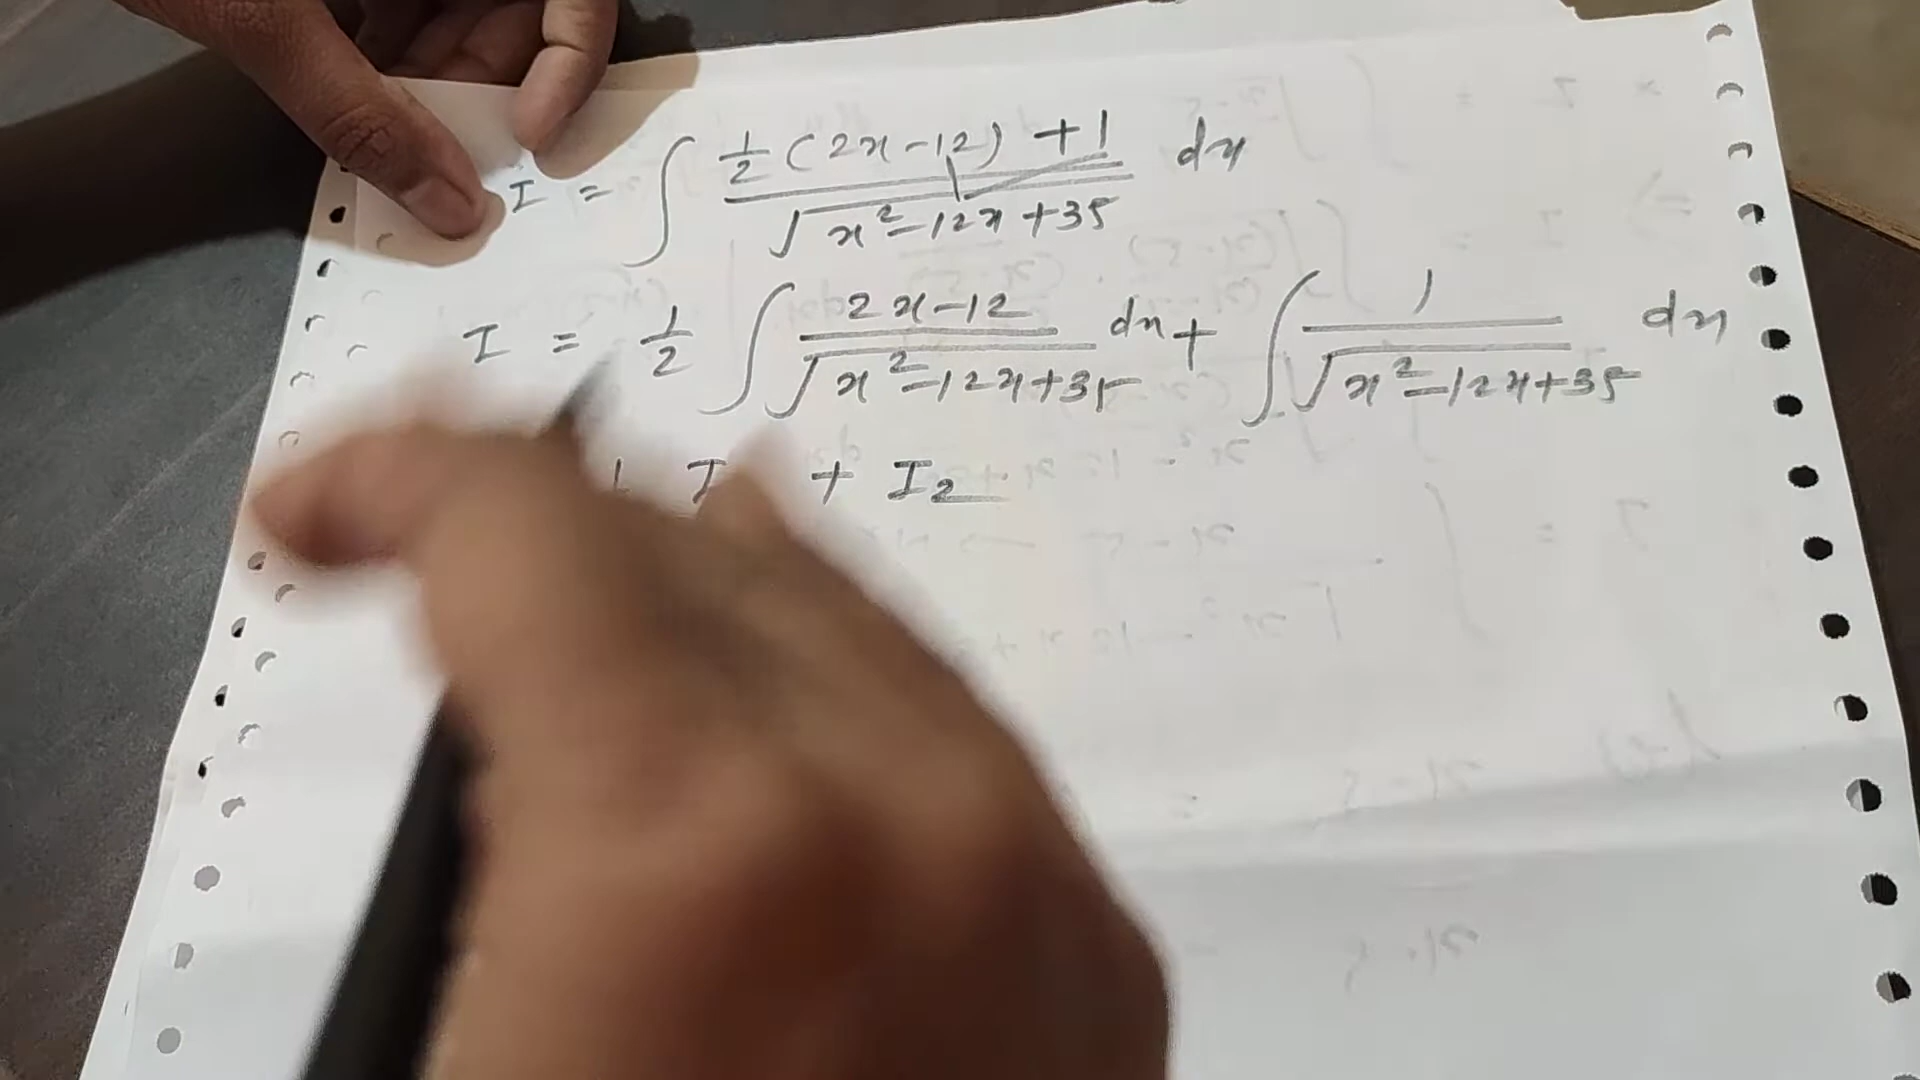 I = ∫ ½ (2x-12) +1 / √x²-12x+35 dx
I = ½ ∫ 2x-12 / √x²-12x+35 dx + ∫ 1 / √x²-12x+35 dx
I + I₂